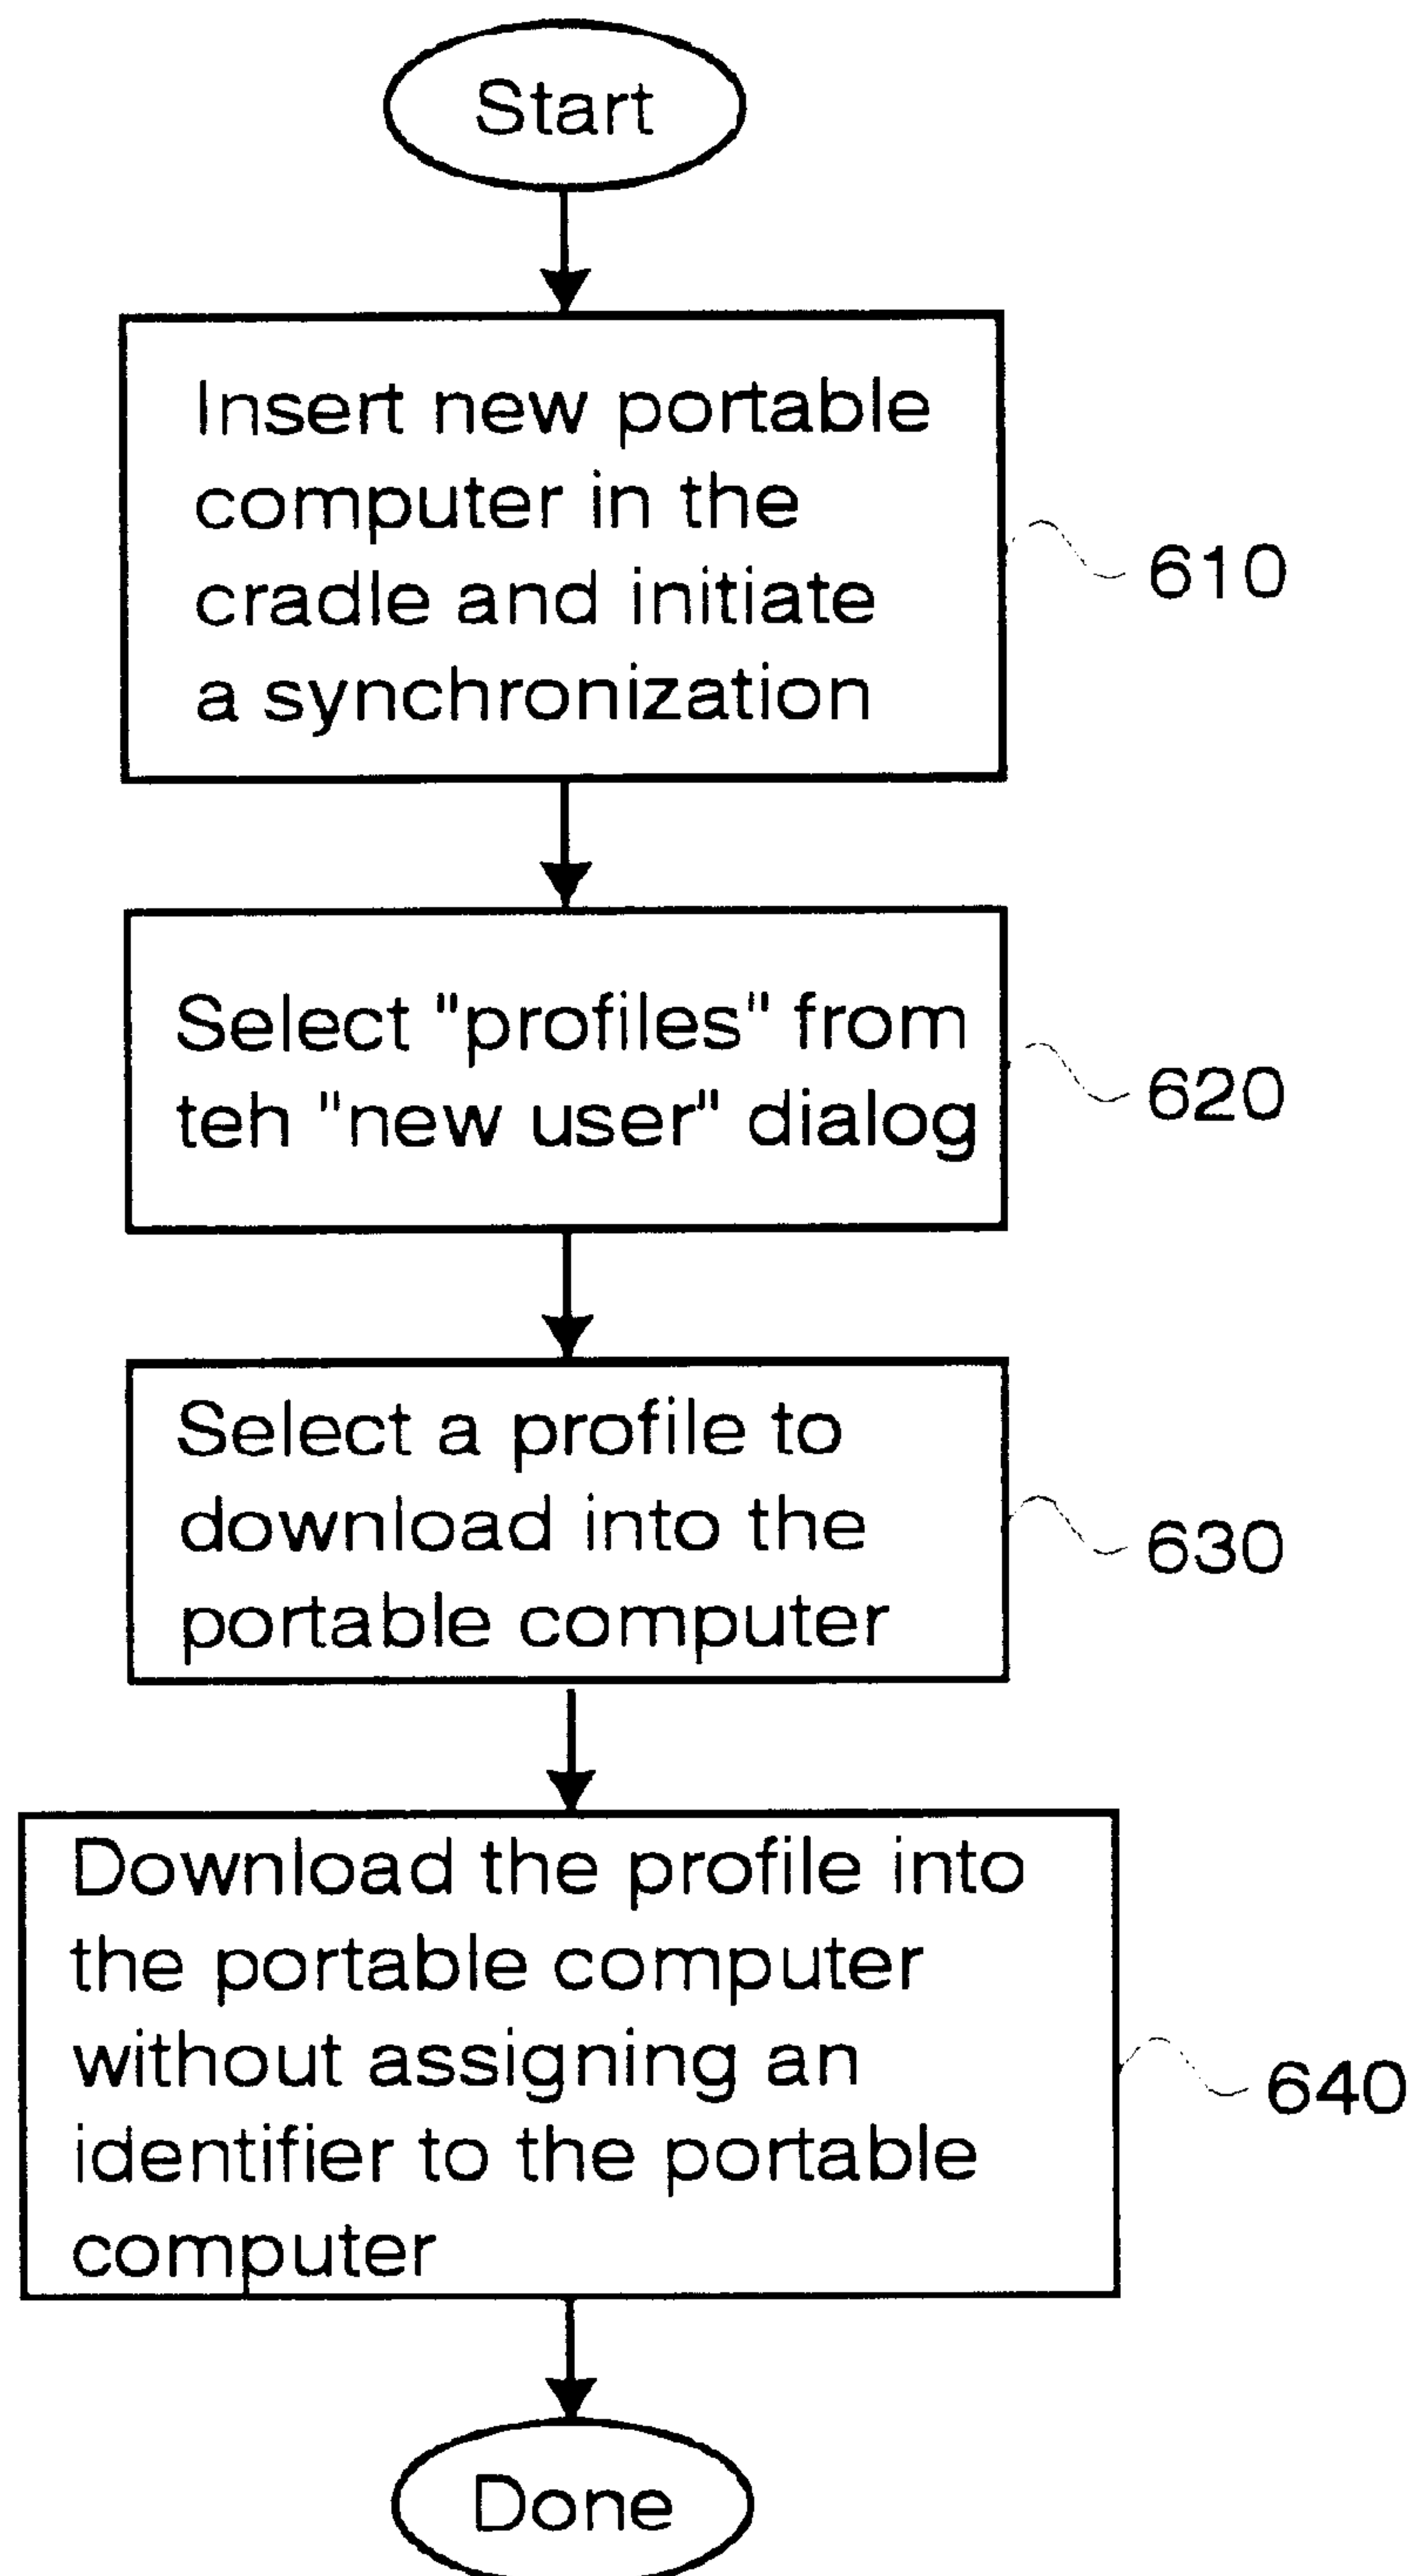 Start
Insert new portable
computer in the
cradle and initiate
a synchronization
610
Select "profiles" from
teh "new user" dialog
620
Select a profile to
download into the
portable computer
630
Download the profile into
the portable computer
without assigning an
identifier to the portable
computer
640
Done